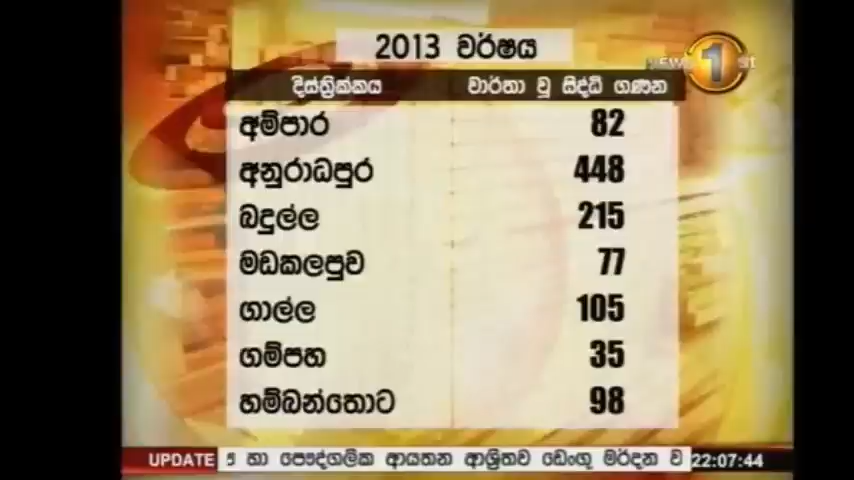 2013 වර්ෂය
NEWS 1st
දිස්ත්‍රික්කය වාර්තා වූ සිද්ධි ගණන
අම්පාර 82
අනුරාධපුර 448
බදුල්ල 215
මඩකලපුව 77
ගාල්ල 105
ගම්පහ 35
හම්බන්තොට 98
UPDATE හා පෞද්ගලික ආයතන ආශ්‍රිතව ඩෙංගු මර්දන ව 22:07:44